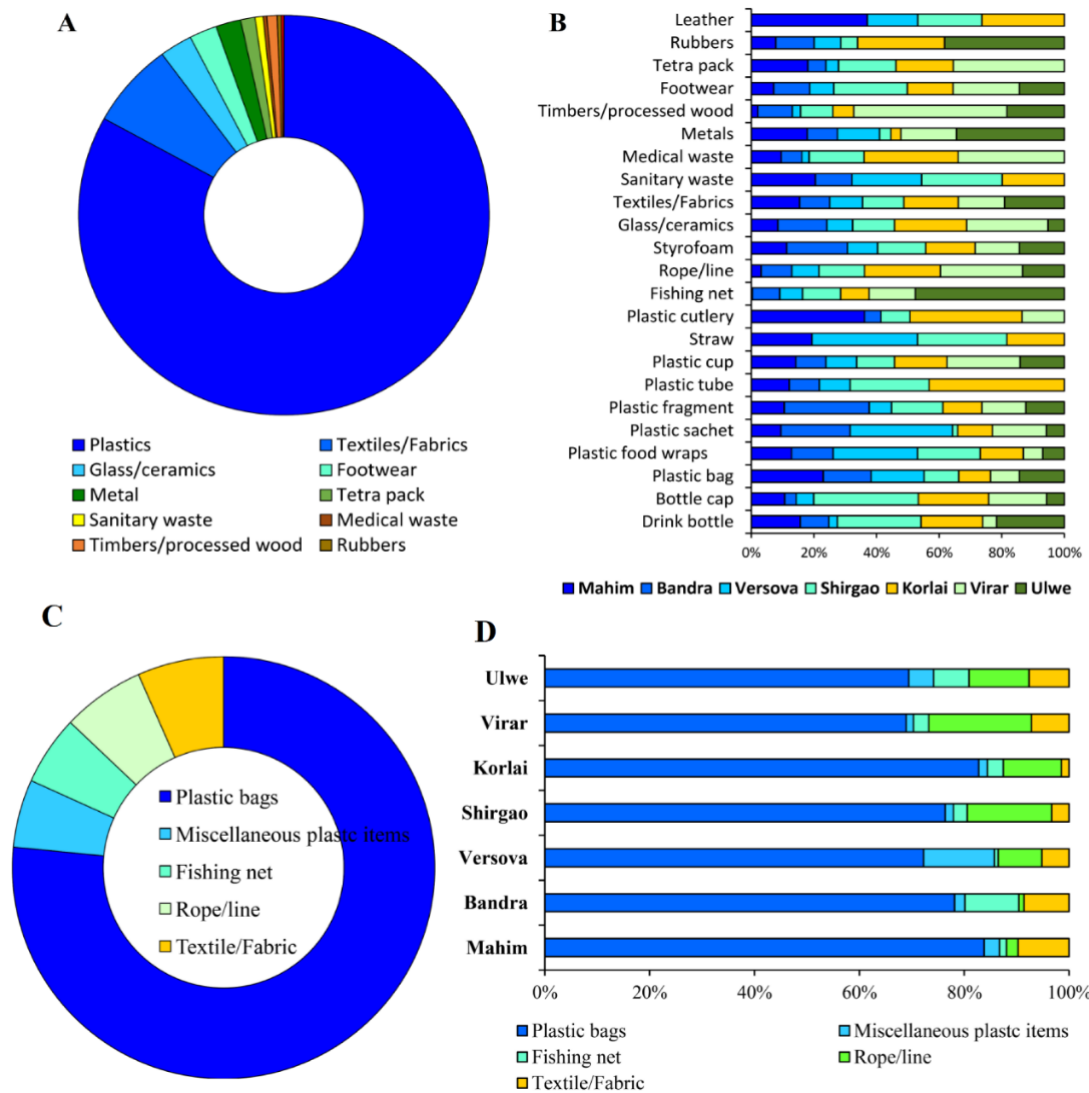 A
Plastics
Textiles/Fabrics
Glass/ceramics
Footwear
Metal
Tetra pack
Sanitary waste
Medical waste
Timbers/processed wood
Rubbers
B
Leather
Rubbers
Tetra pack
Footwear
Timbers/processed wood
Metals
Medical waste
Sanitary waste
Textiles/Fabrics
Glass/ceramics
Styrofoam
Rope/line
Fishing net
Plastic cutlery
Straw
Plastic cup
Plastic tube
Plastic fragment
Plastic sachet
Plastic food wraps
Plastic bag
Bottle cap
Drink bottle
0% 20% 40% 60% 80% 100%
Mahim Bandra Versova Shirgao Korlai Virar Ulwe
C
Plastic bags
Miscellaneous plastc items
Fishing net
Rope/line
Textile/Fabric
D
Ulwe
Virar
Korlai
Shirgao
Versova
Bandra
Mahim
0% 20% 40% 60% 80% 100%
Plastic bags
Miscellaneous plastc items
Fishing net
Rope/line
Textile/Fabric